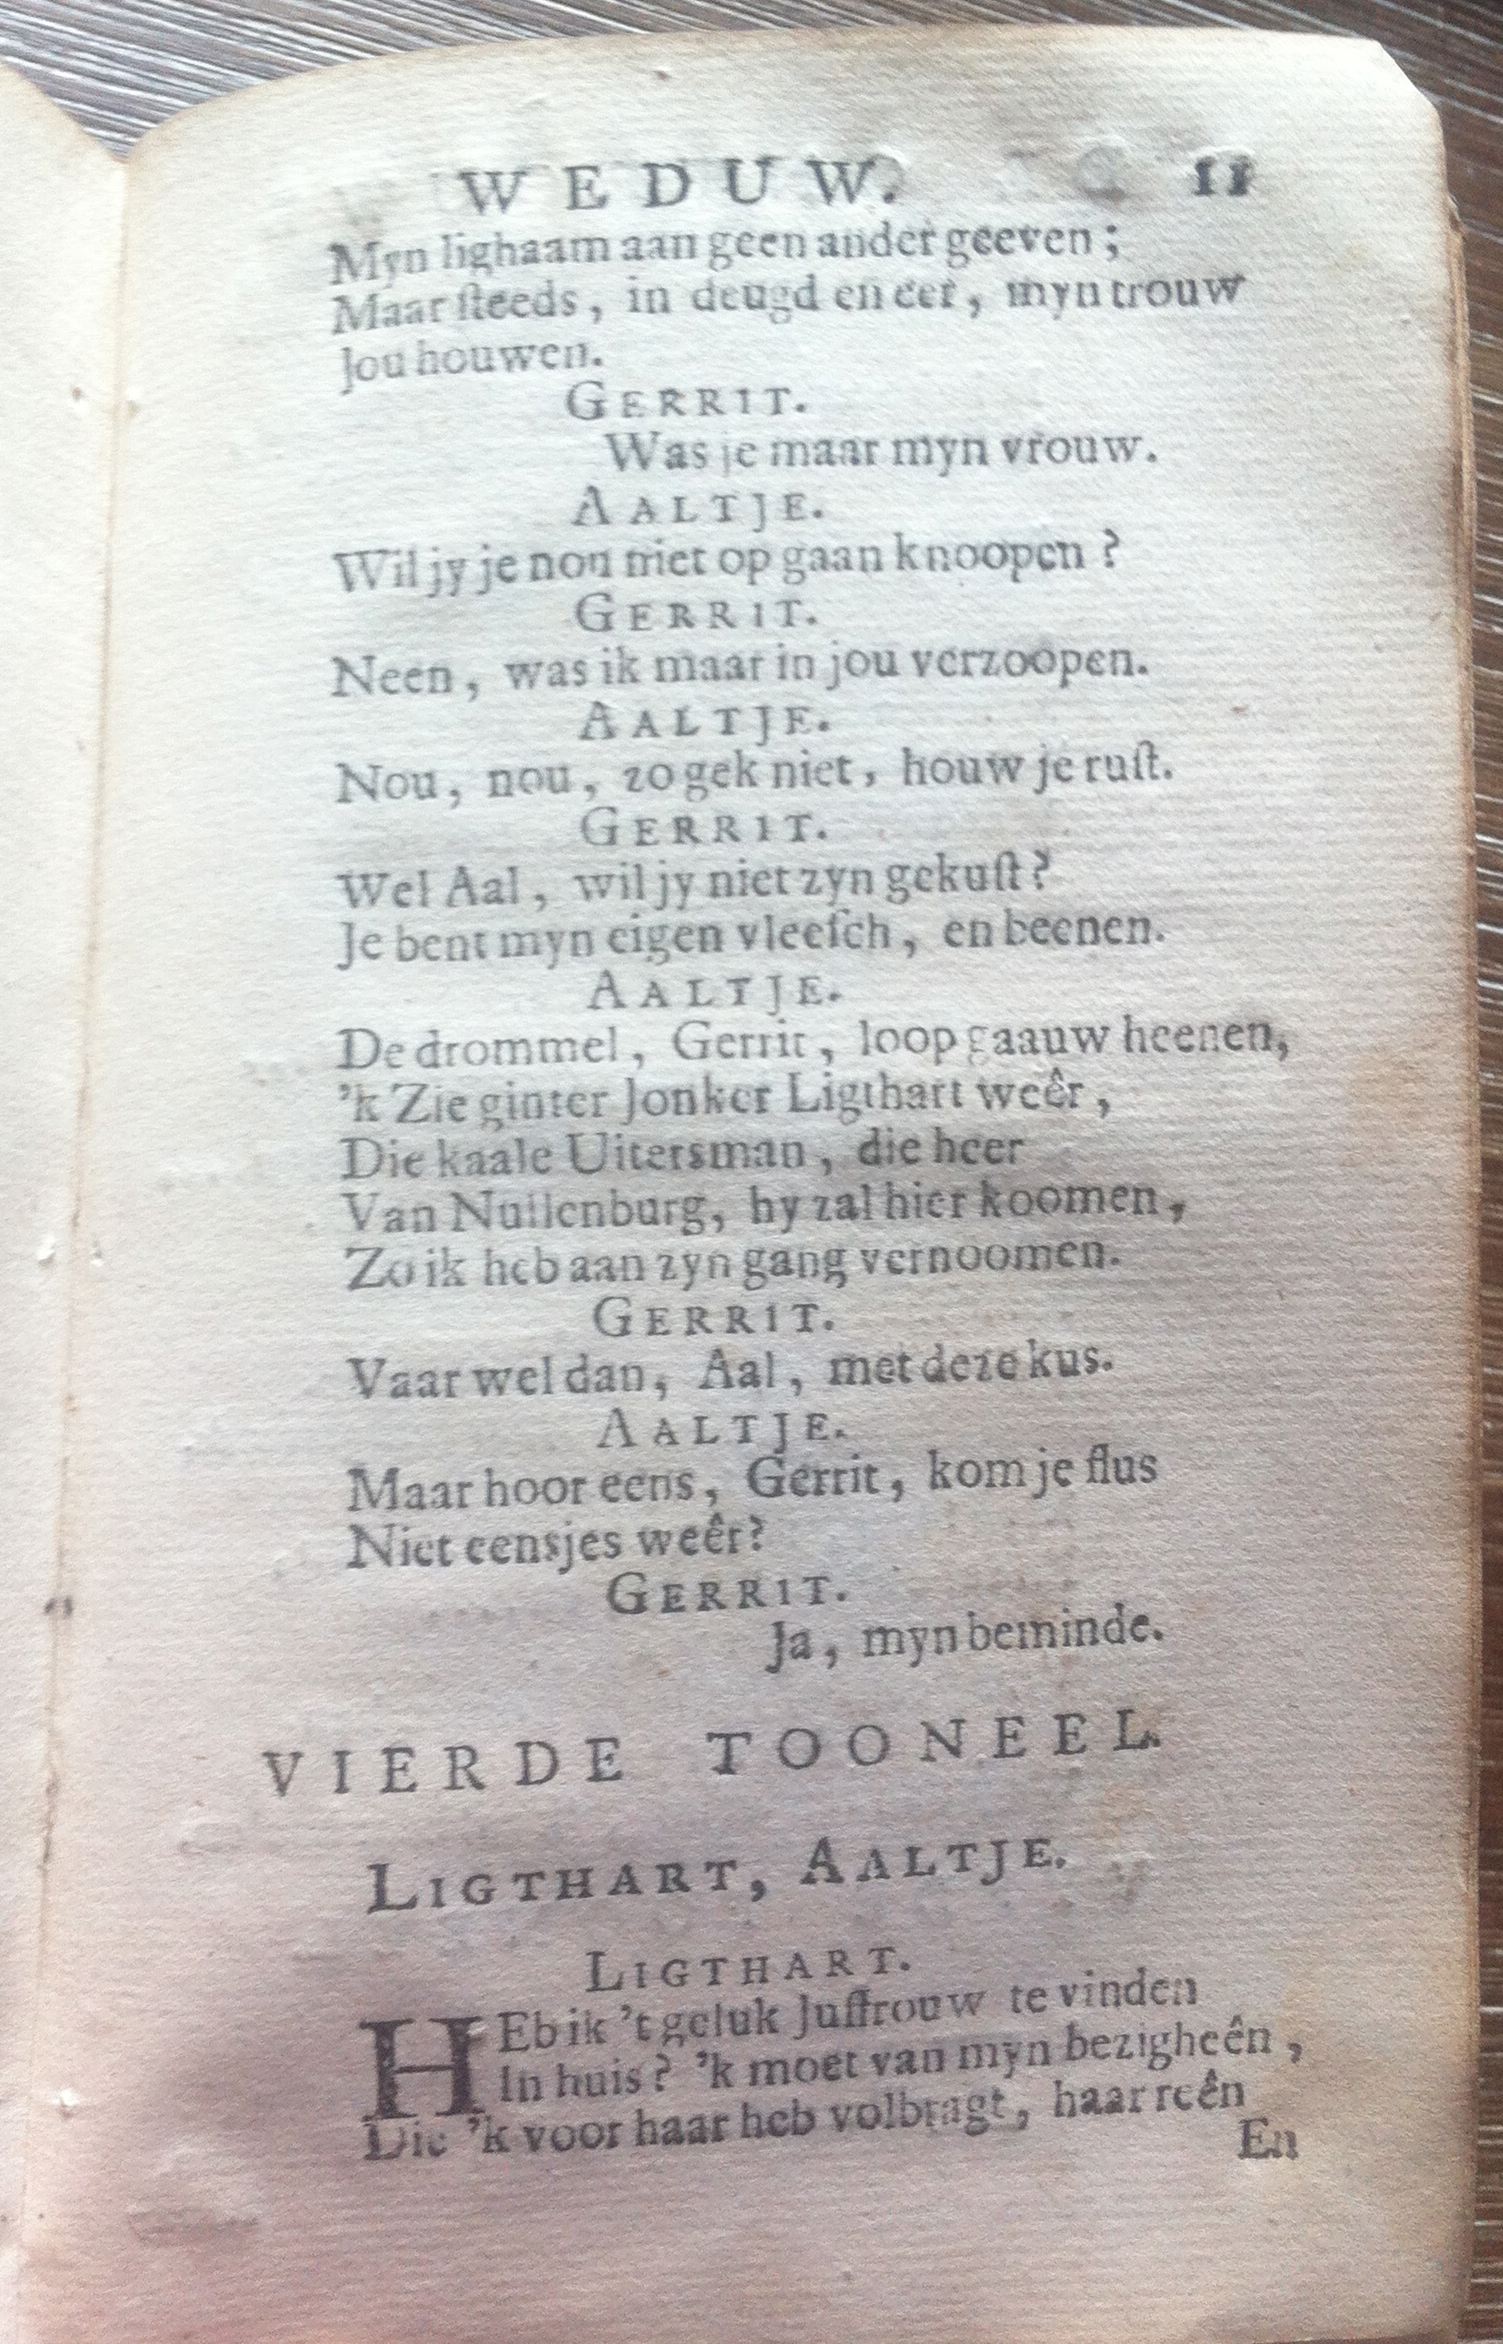 WEDUW. 11
Myn lighaam aan geen ander geeven;
Maar ſteeds, in deugd en eer, myn trouw
Jou houwen.
GERRIT.
Was je maar myn vrouw.
AALTJE.
Wil jy je nou niet op gaan knoopen?
GERRIT.
Neen, was ik maar in jou verzoopen.
AALTJE.
Nou, nou, zo gek niet, houw je ruſt.
GERRIT.
Wel Aal, wil jy niet zyn gekuſt?
Je bent myn eigen vleeſch, en beenen.
AALTJE.
De drommel, Gerrit, loop gaauw heenen,
'k Zie ginter Jonker Ligthart weêr,
Die kaale Uitersman, die heer
Van Nullenburg, hy zal hier koomen,
Zo ik heb aan zyn gang vernoomen.
GERRIT.
Vaar wel dan, Aal, met deze kus.
AALTJE.
Maar hoor eens, Gerrit, kom je flus
Niet eensjes weêr?
GERRIT.
Ja, myn beminde.
VIERDE TOONEEL.
LIGTHART, AALTJE.
LIGTHART.
HEb ik 't geluk Juffrouw te vinden
In huis? 'k moet van myn bezigheên,
Die 'k voor haar heb volbragt, haar reên
En